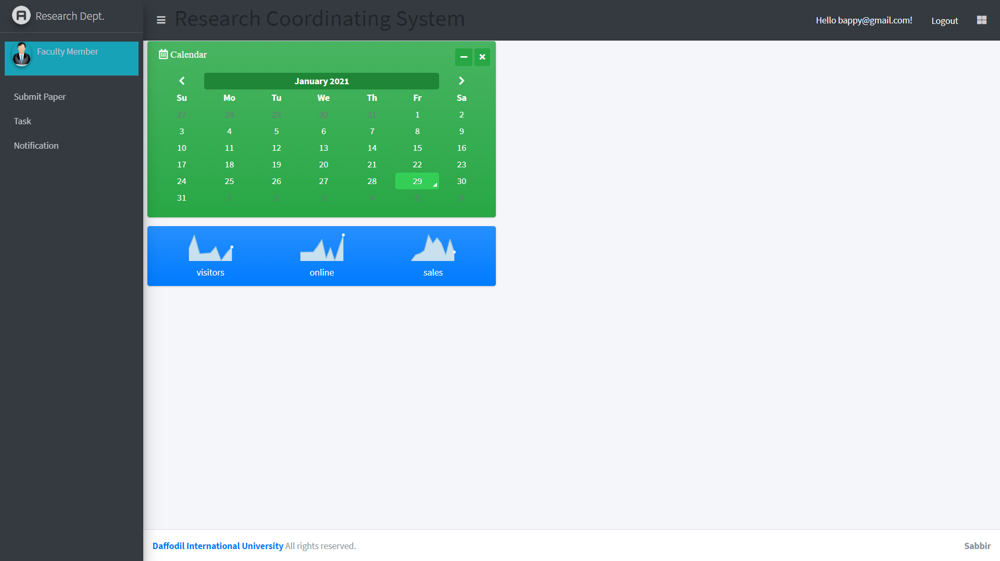 Research Dept.
Research Coordinating System
Hello bappy@gmail.com!
Logout
Faculty Member
Submit Paper
Task
Notification
Calendar
January 2021
Su Mo Tu We Th Fr Sa
27 28 29 30 31 1 2
3 4 5 6 7 8 9
10 11 12 13 14 15 16
17 18 19 20 21 22 23
24 25 26 27 28 29 30
31 1 2 3 4 5 6
visitors
online
sales
Daffodil International University All rights reserved.
Sabbir